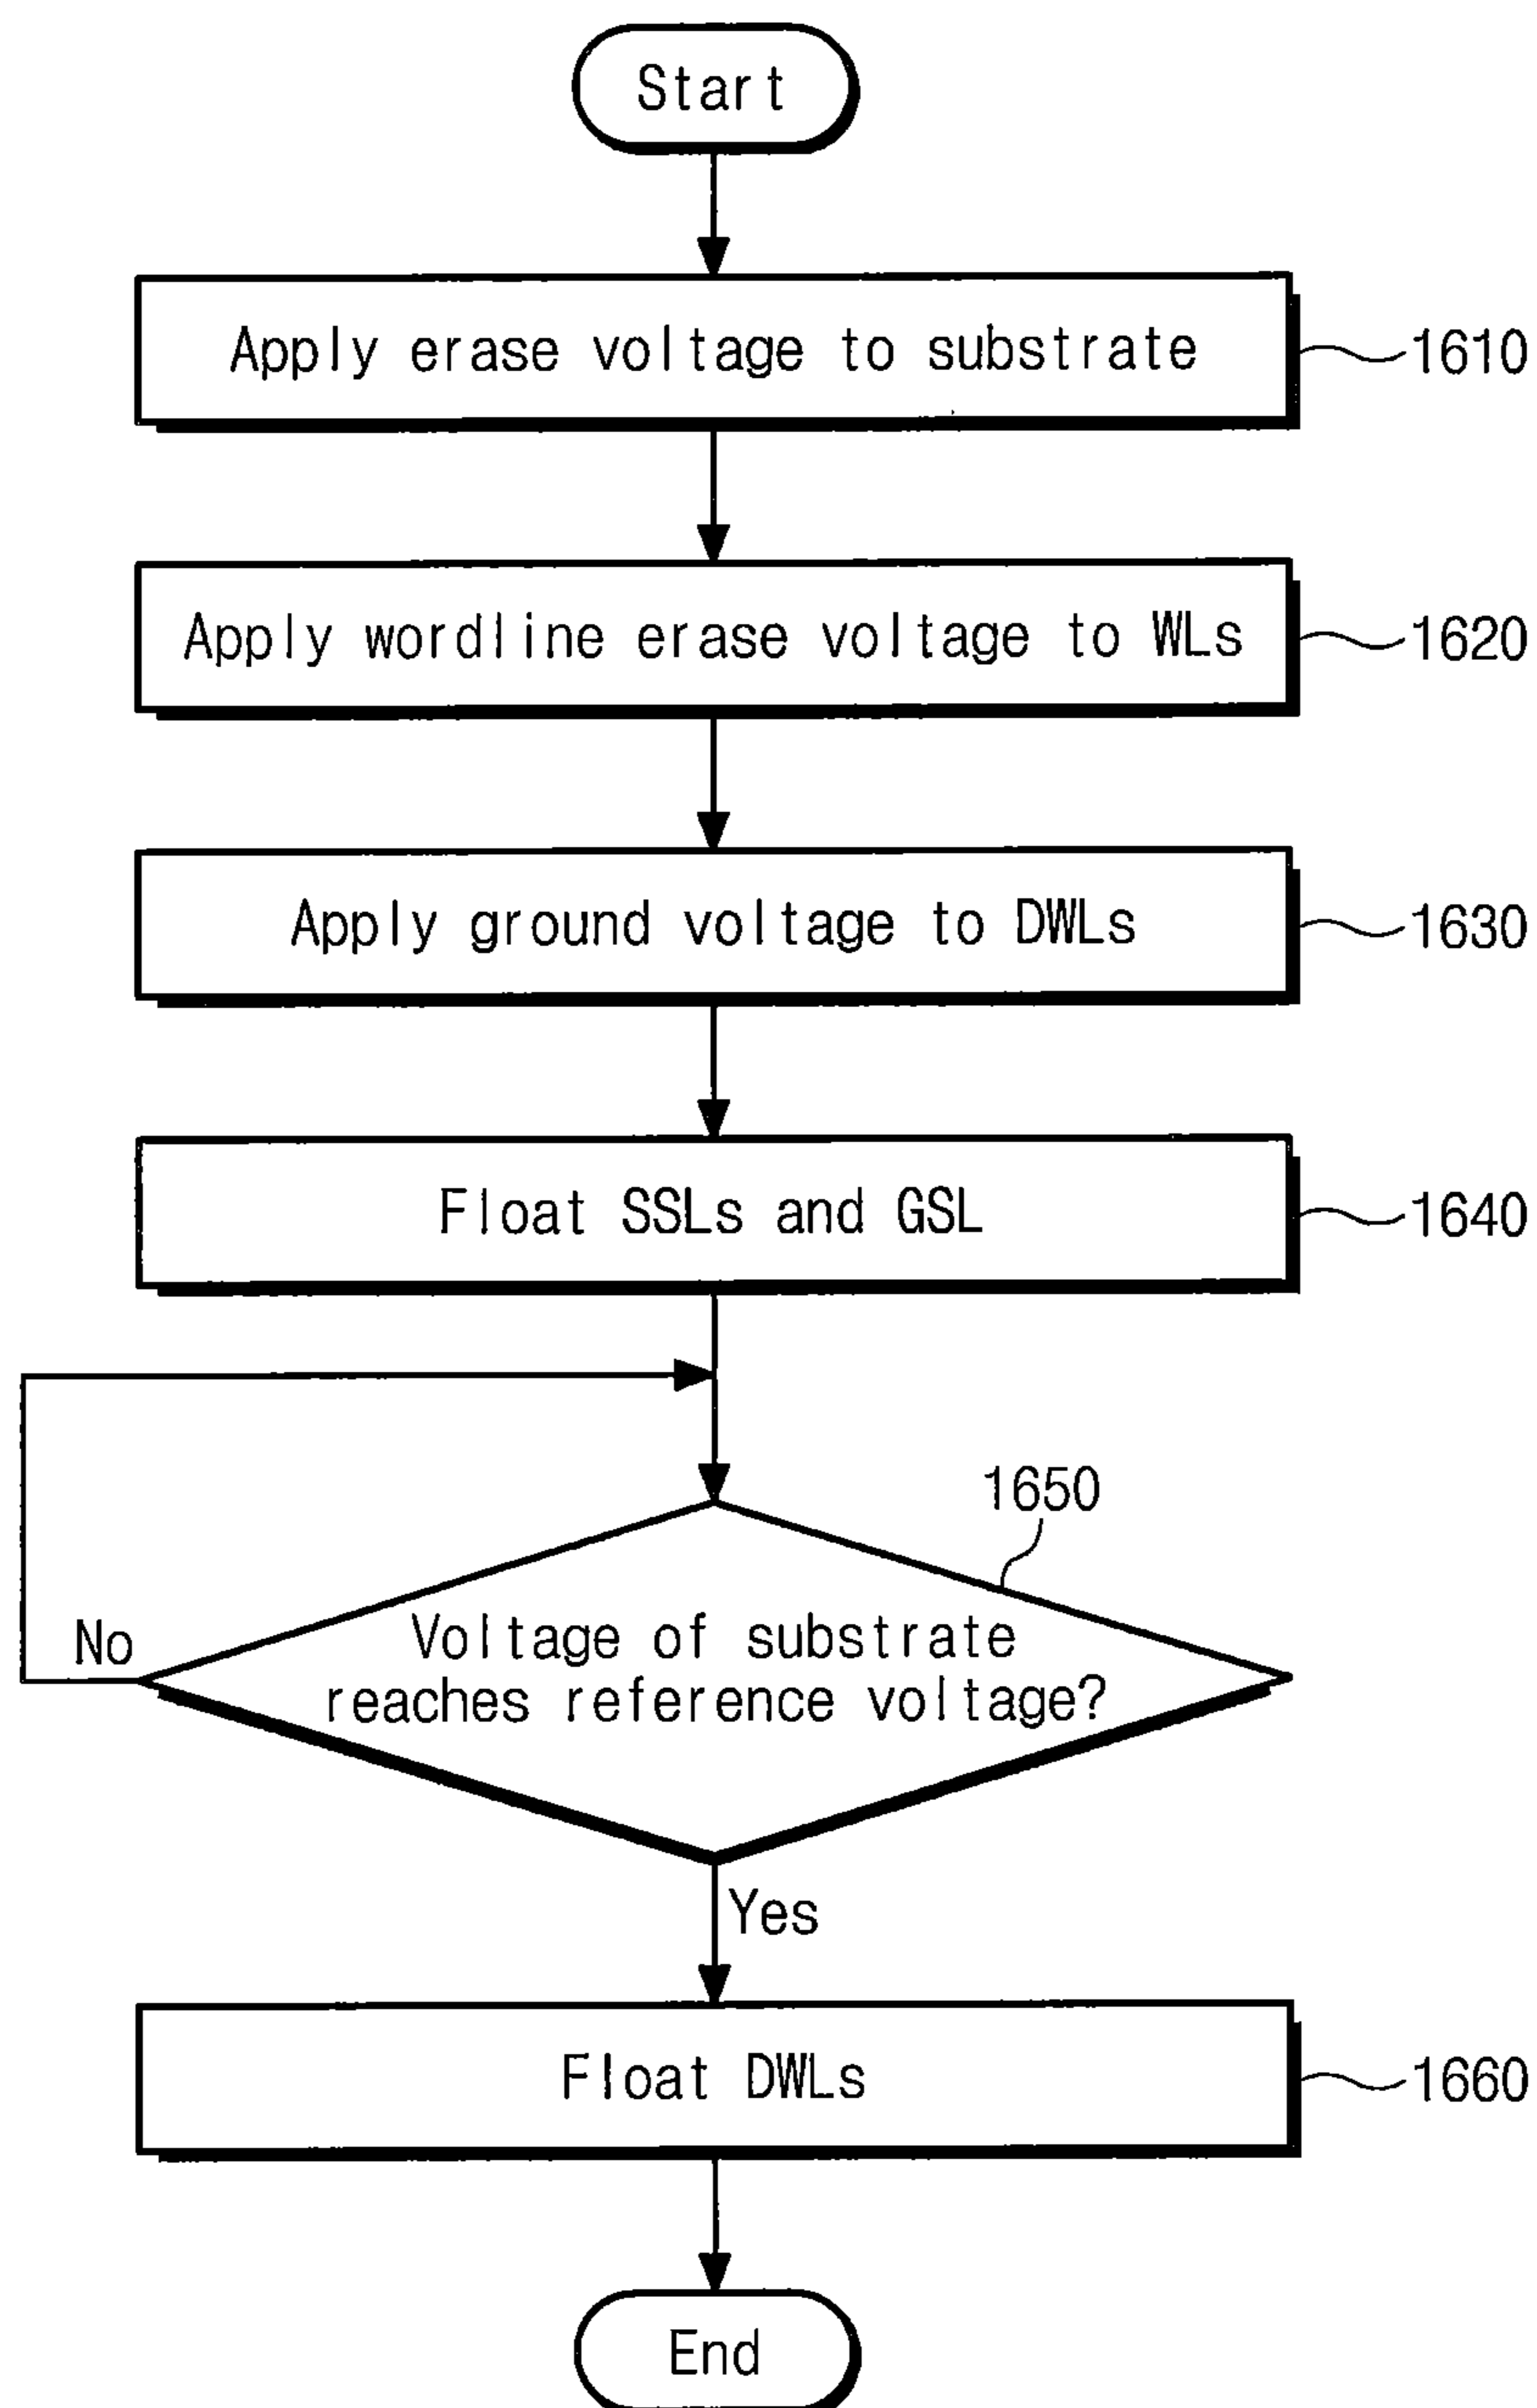 Start
Apply erase voltage to substrate
1610
Apply wordline erase voltage to WLs
1620
Apply ground voltage to DWLs
1630
Float SSLs and GSL
1640
1650
No
Voltage of substrate
reaches reference voltage?
Yes
Float DWLs
1660
End